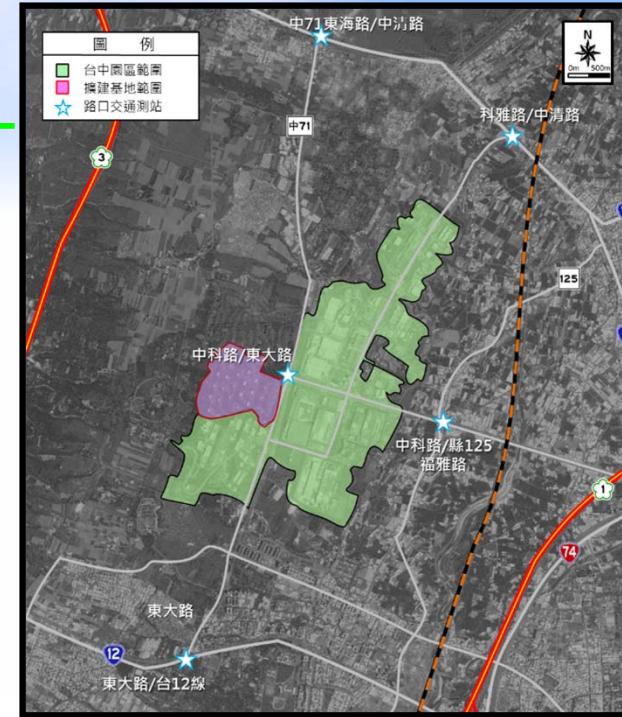 圖 例
台中園區範圍
擴建基地範圍
路口交通測站
N
0m 500m
中71東海路/中清路
科雅路/中清路
中71
3
125
中科路/東大路
中科路/縣125
福雅路
1
74
東大路
12
東大路/台12線